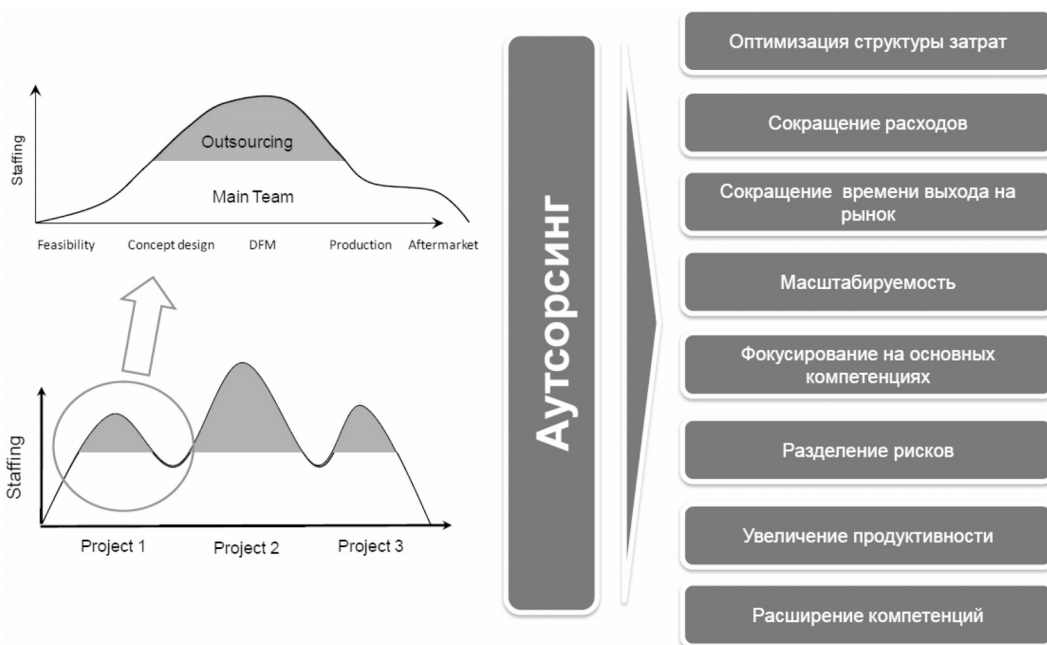 Staffing
Outsourcing
Main Team
Feasibility Concept design DFM Production Aftermarket
Staffing
Project 1 Project 2 Project 3
Аутсорсинг
Оптимизация структуры затрат
Сокращение расходов
Сокращение времени выхода на
рынок
Масштабируемость
Фокусирование на основных
компетенциях
Разделение рисков
Увеличение продуктивности
Расширение компетенций